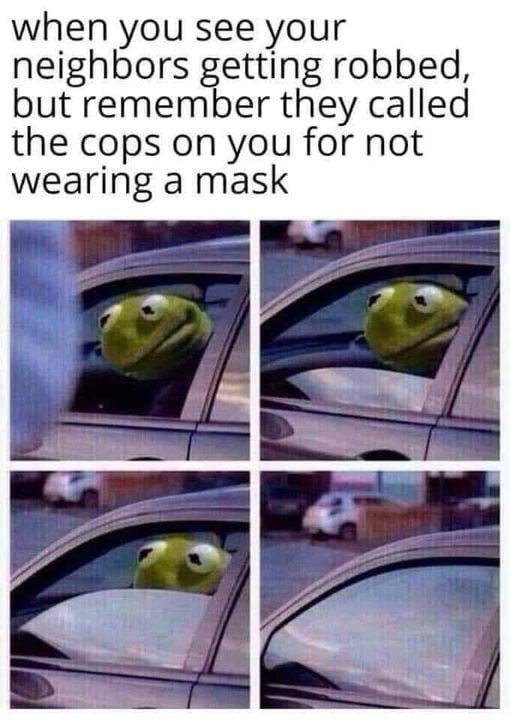 when you see your
neighbors getting robbed,
but remember they called
the cops on you for not
wearing a mask